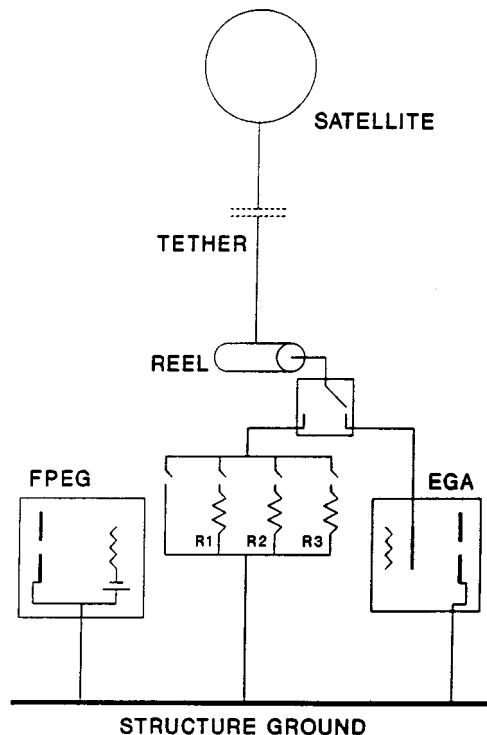 SATELLITE
TETHER
REEL
FPEG
EGA
R1 R2 R3
STRUCTURE GROUND